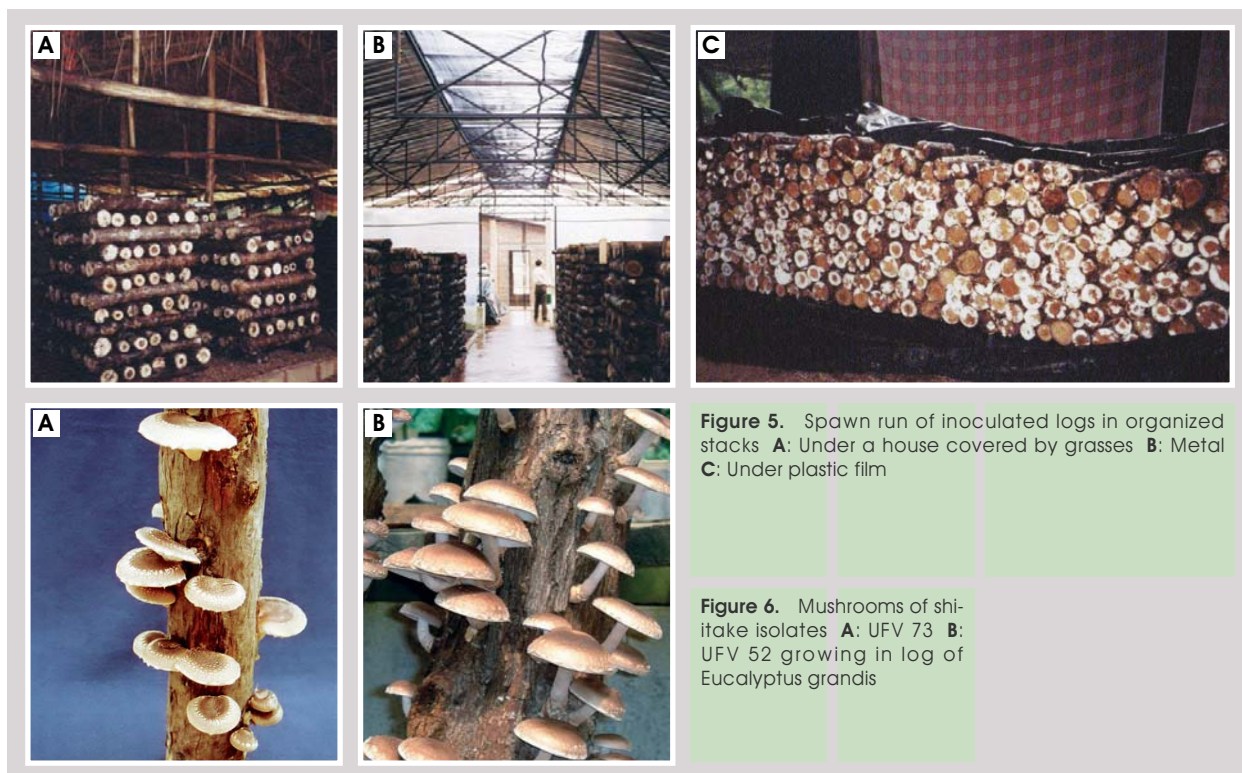 A
B
C
A
B
Figure 5. Spawn run of inoculated logs in organized
stacks A: Under a house covered by grasses B: Metal
C: Under plastic film
Figure 6. Mushrooms of shi-
itake isolates A: UFV 73 B:
UFV 52 growing in log of
Eucalyptus grandis